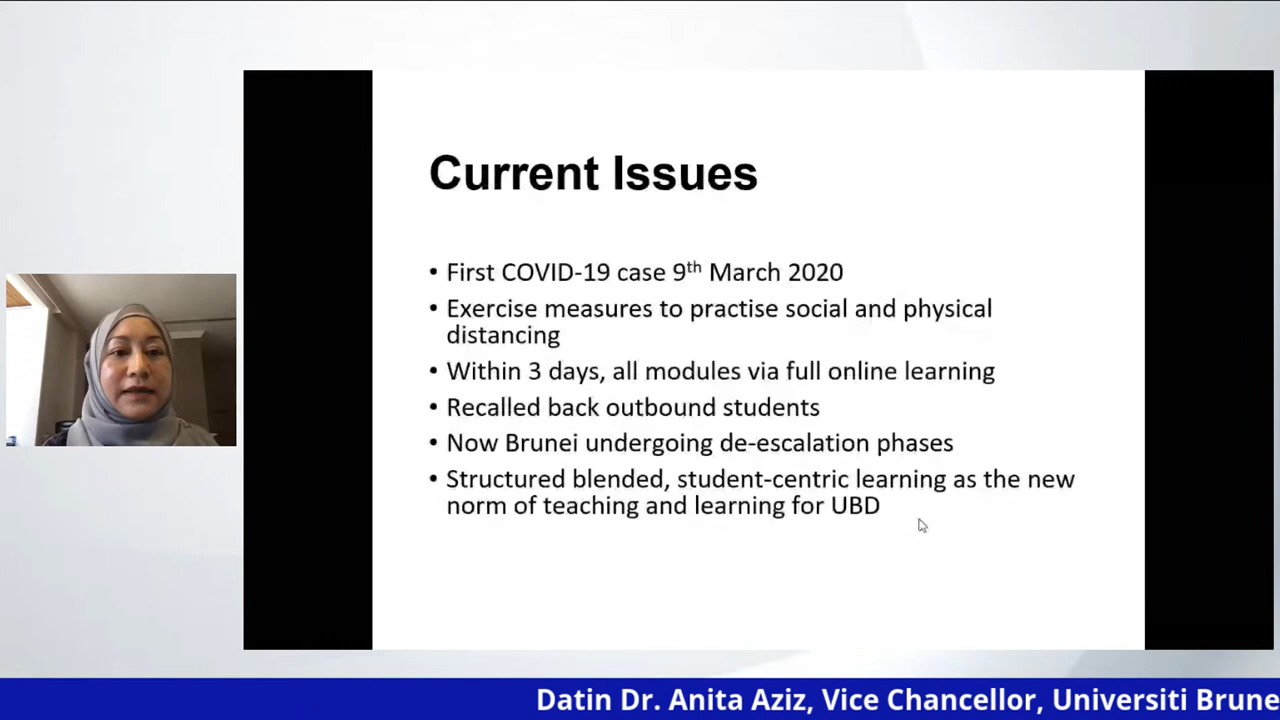 Current Issues
• First COVID-19 case 9th March 2020
• Exercise measures to practise social and physical
distancing
• Within 3 days, all modules via full online learning
• Recalled back outbound students
• Now Brunei undergoing de-escalation phases
• Structured blended, student-centric learning as the new
norm of teaching and learning for UBD
Datin Dr. Anita Aziz, Vice Chancellor, Universiti Brune